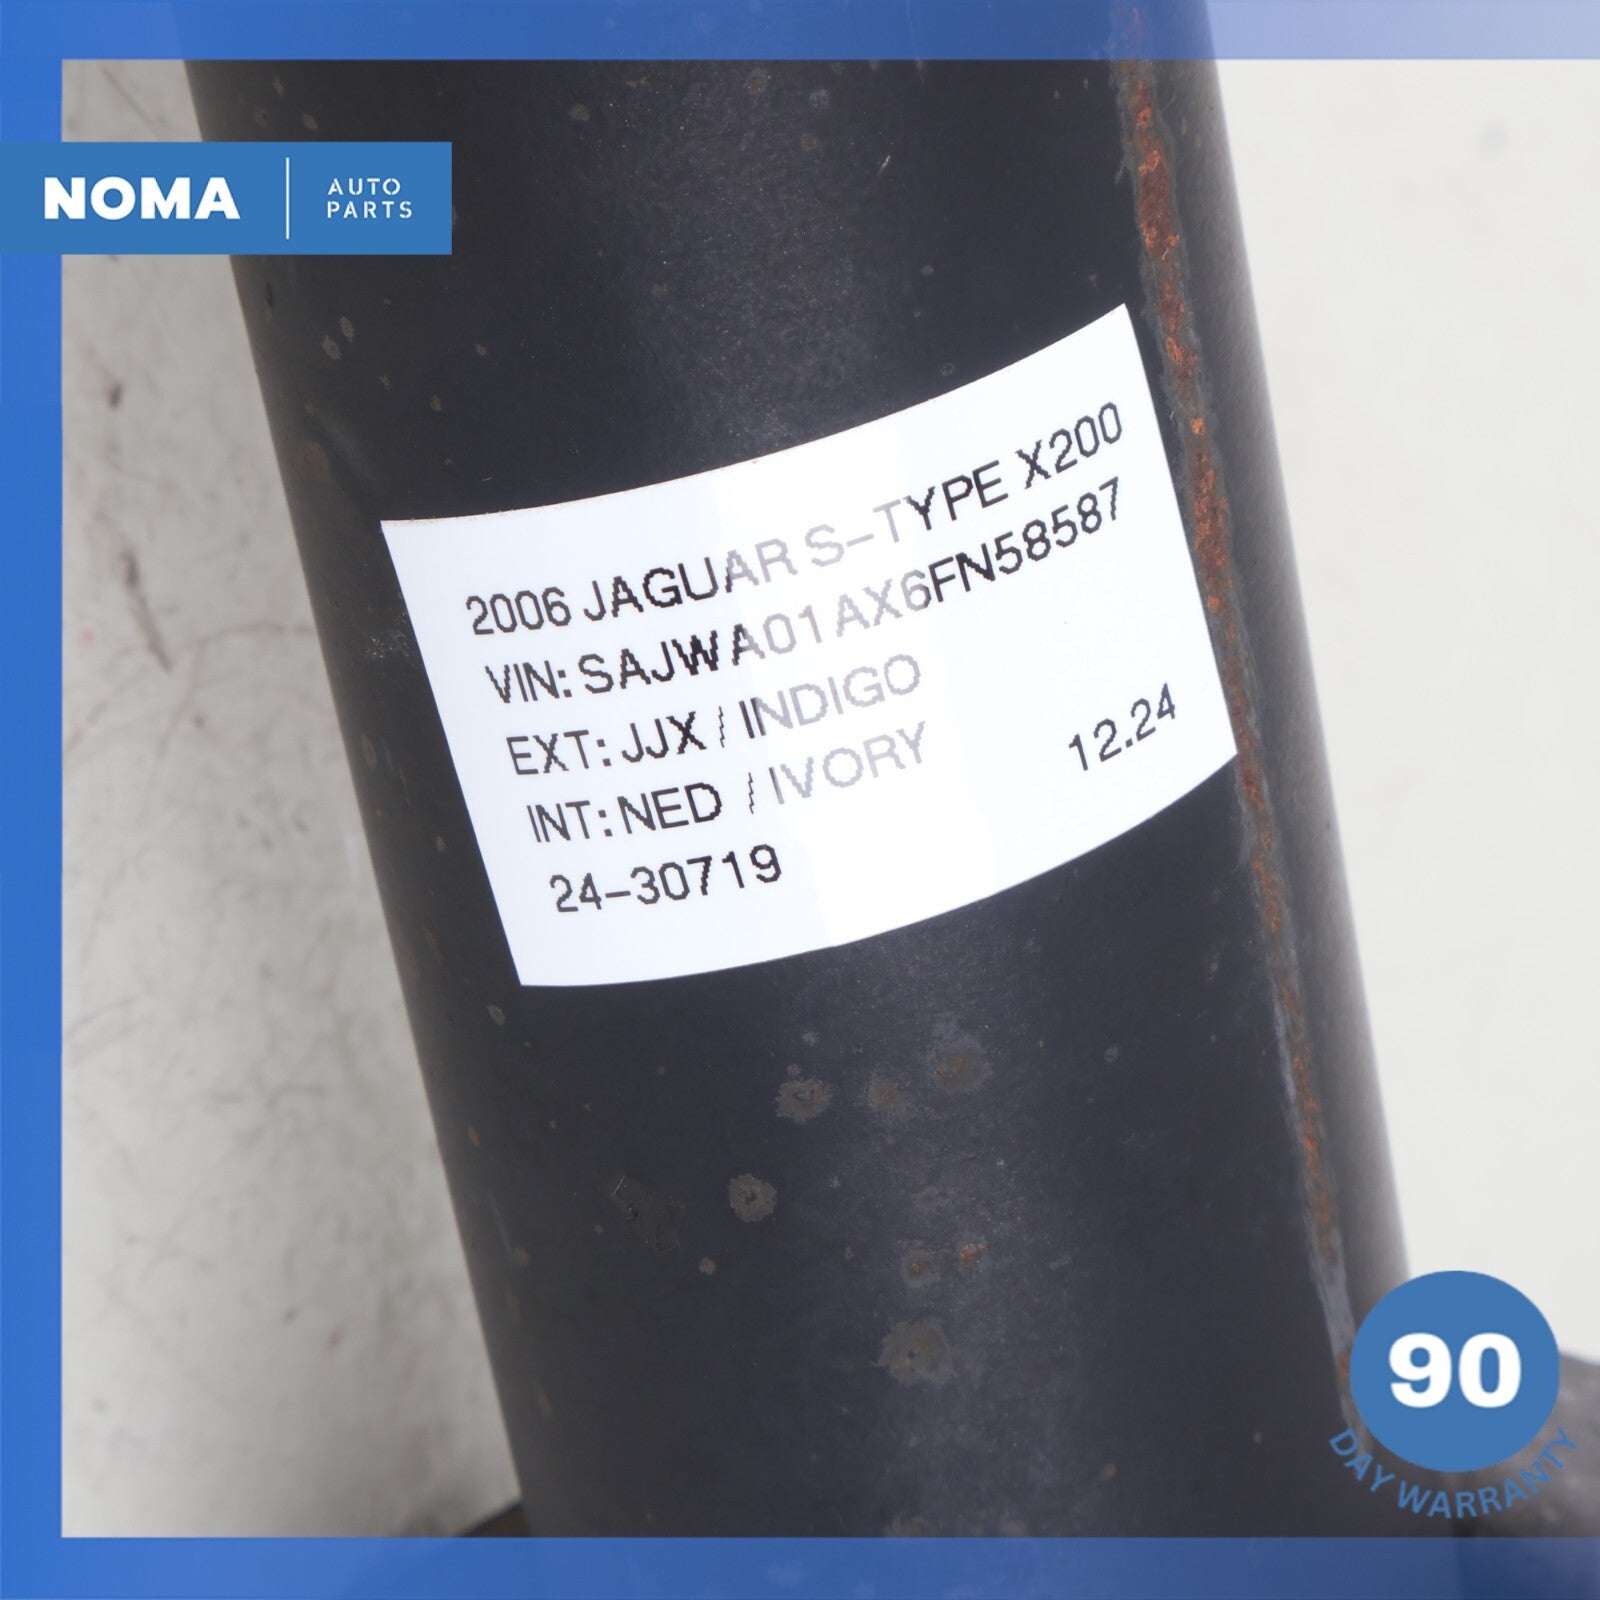 NOMA
AUTO
PARTS
2006 JAGUAR S-TYPE X200
VIN: SAJWA01AX6FN58587
EXT: JJX / INDIGO
INT: NED / IVORY
12.24
24-30719
90
DAY WARRANTY